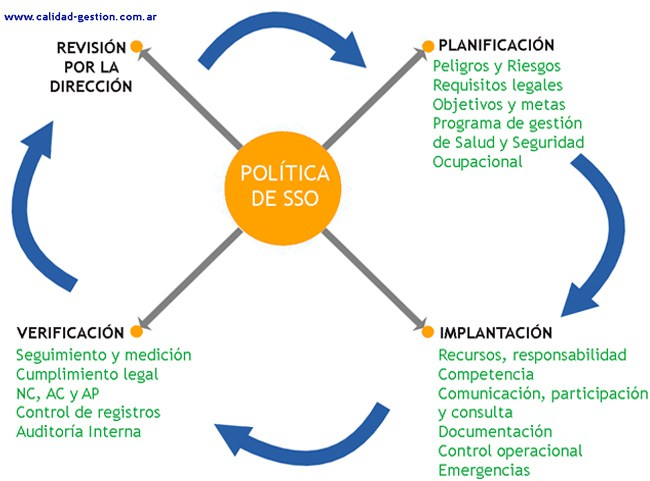 www.calidad-gestion.com.ar
REVISIÓN
POR LA
DIRECCIÓN
PLANIFICACIÓN
Peligros y Riesgos
Requisitos legales
Objetivos y metas
Programa de gestión
de Salud y Seguridad
Ocupacional
POLÍTICA
DE SSO
VERIFICACIÓN
Seguimiento y medición
Cumplimiento legal
NC, AC y AP
Control de registros
Auditoría Interna
IMPLANTACIÓN
Recursos, responsabilidad
Competencia
Comunicación, participación
y consulta
Documentación
Control operacional
Emergencias